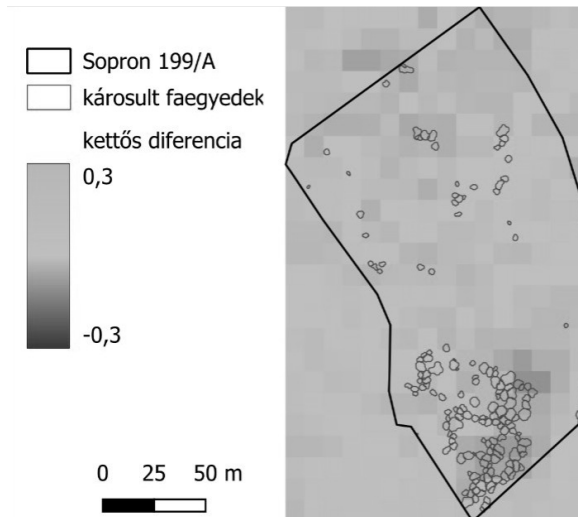 Sopron 199/A
károsult faegyedek
kettős diferencia
0,3
-0,3
0 25 50 m